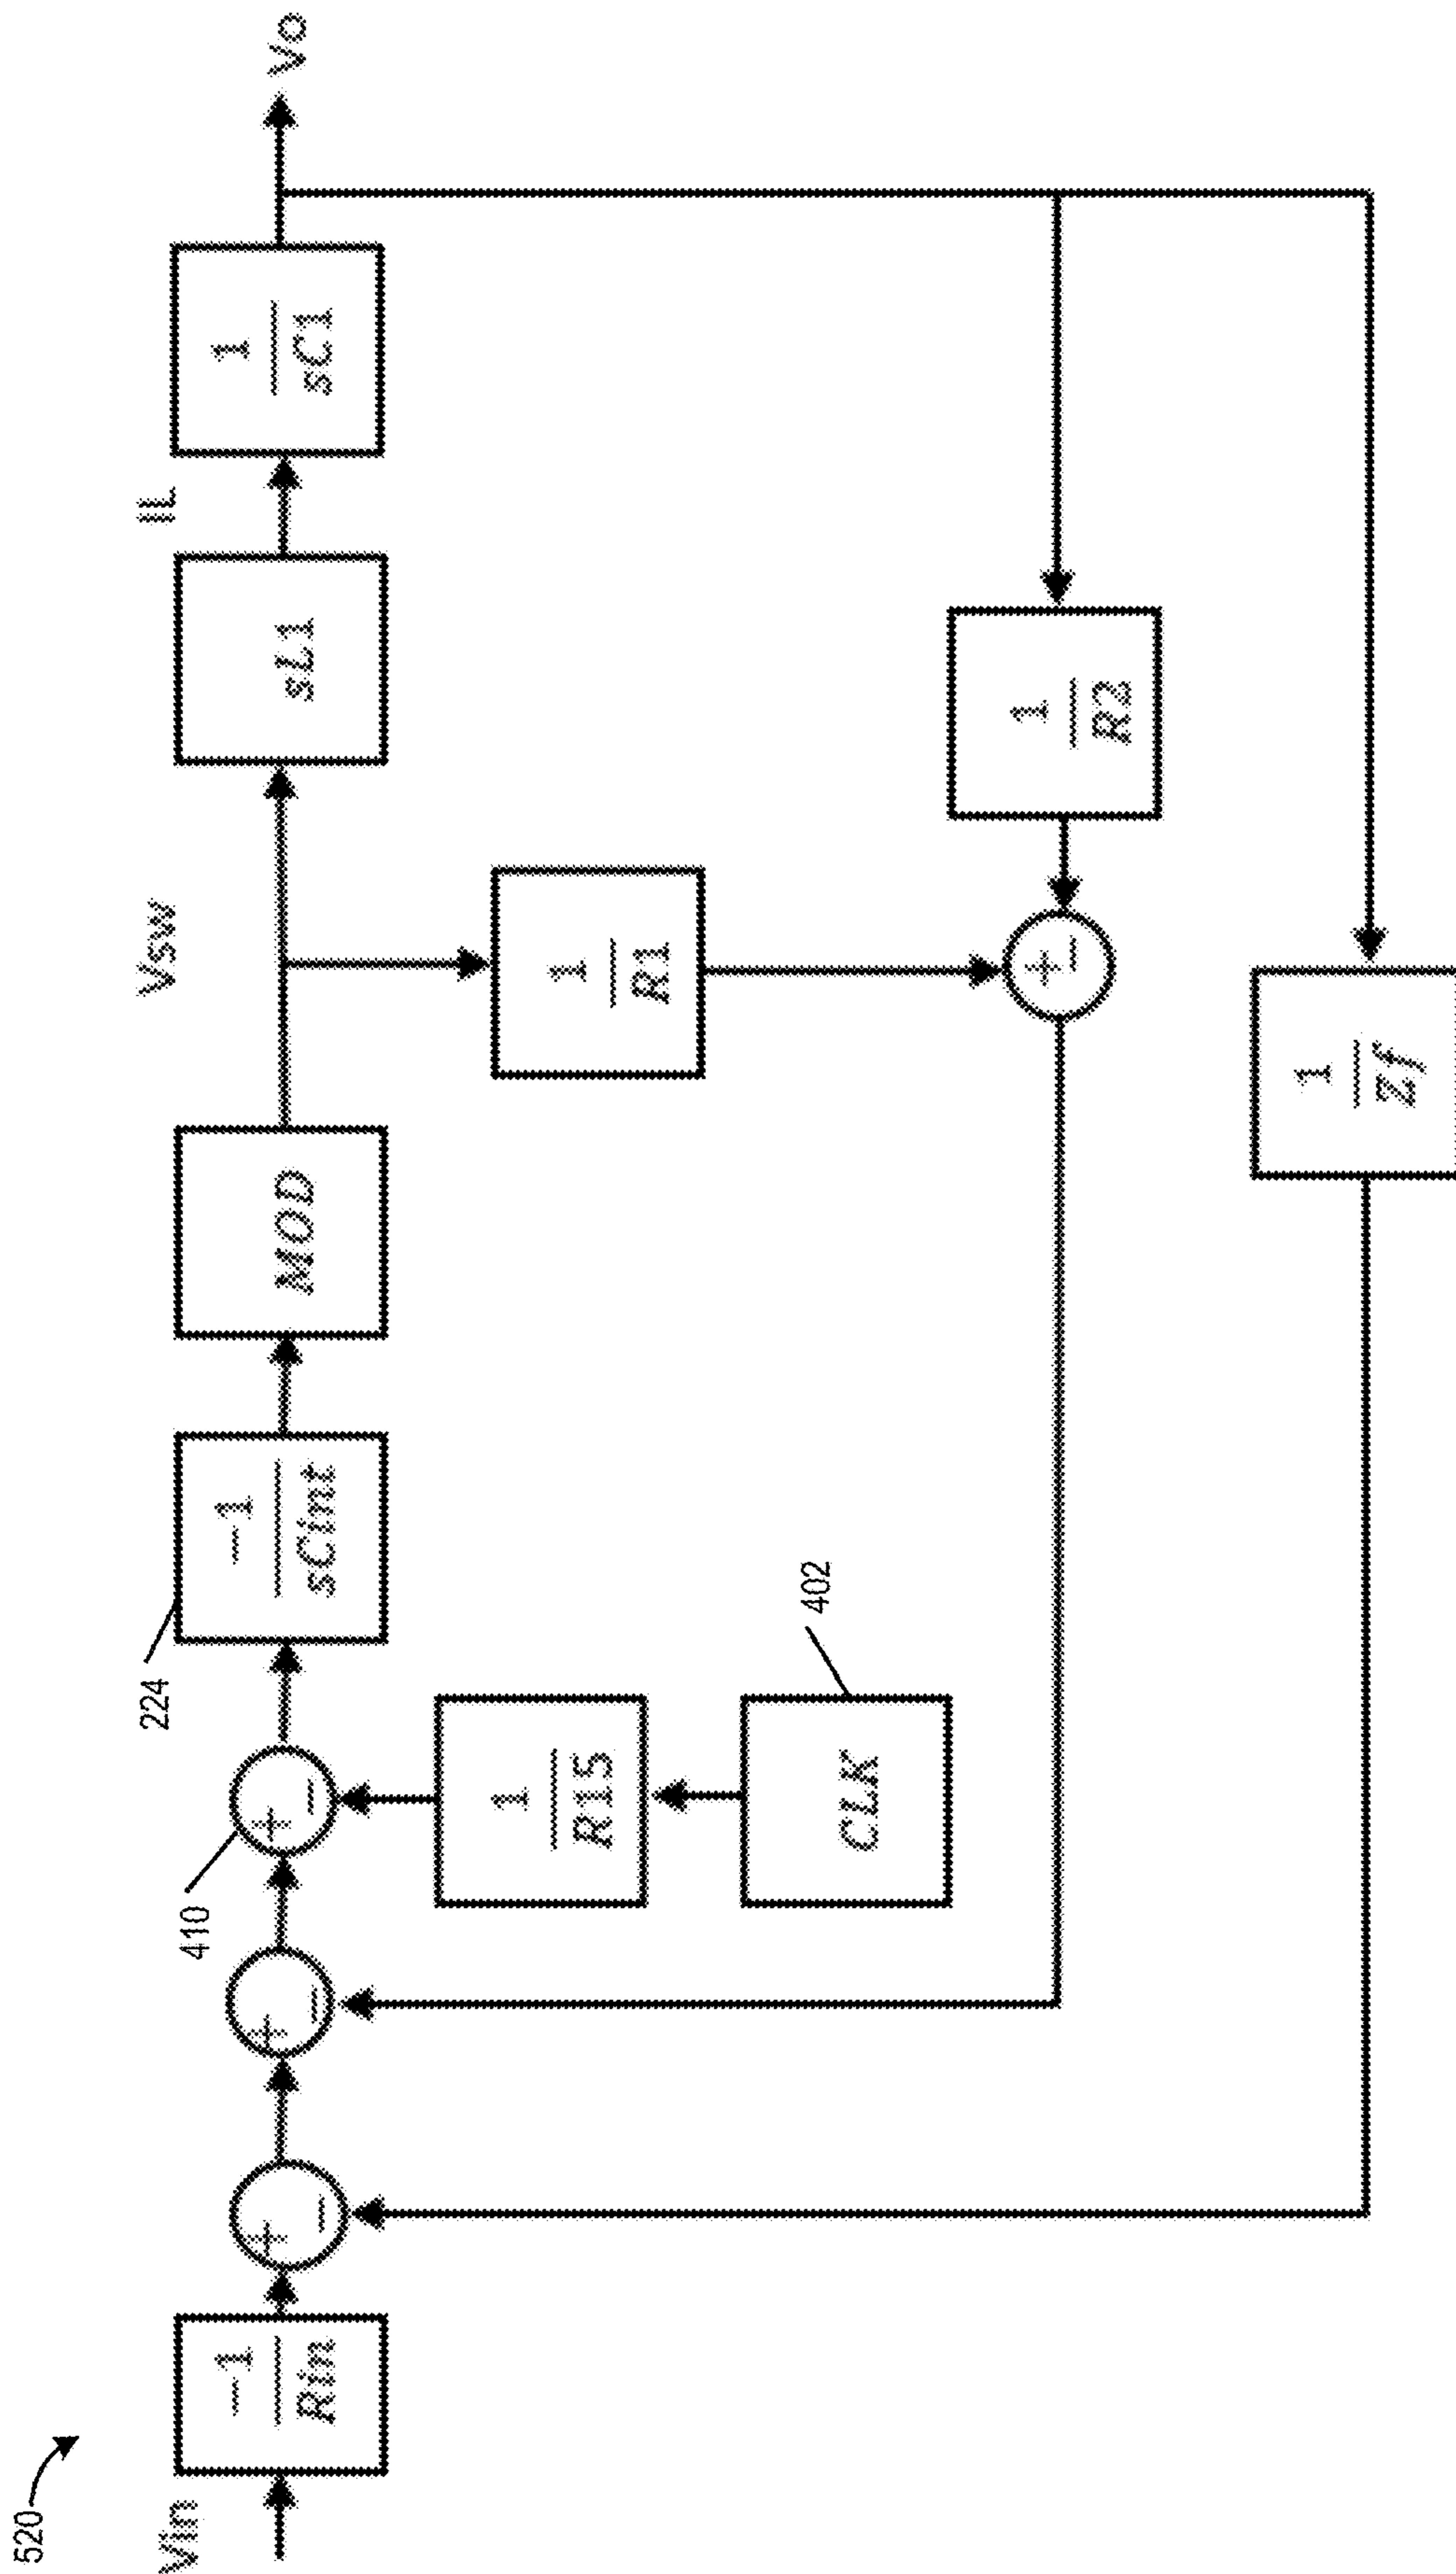 520
Vin
−1
Rin
+
−
+
−
410
+
−
224
−1
sCint
MOD
Vsw
sL1
IL
1
sC1
Vo
1
R15
CLK
402
1
R1
+
−
1
R2
1
Zf